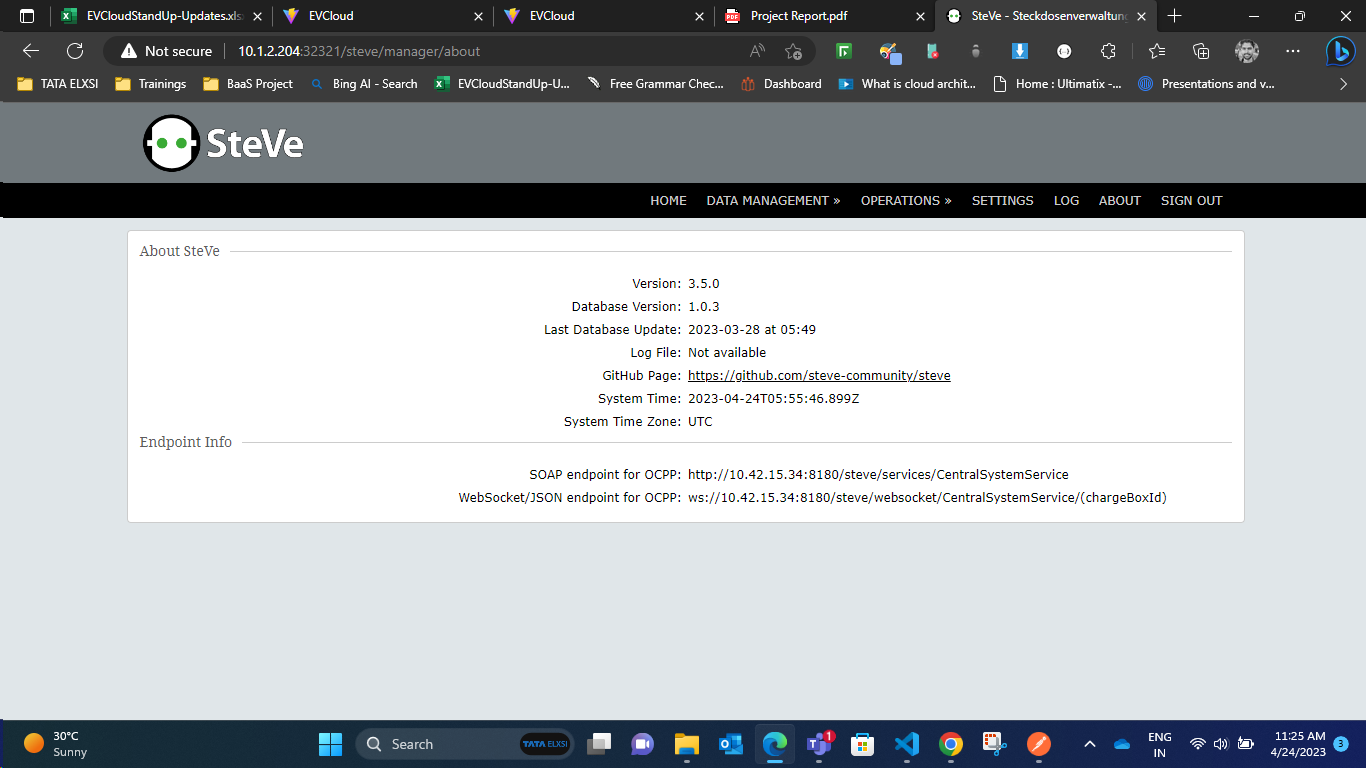 EVCloudStandUp-Updates.xls
EVCloud
EVCloud
Project Report.pdf
SteVe - Steckdosenverwaltung
Not secure
10.1.2.204:32321/steve/manager/about
TATA ELXSI
Trainings
BaaS Project
Bing AI - Search
EVCloudStandUp-U...
Free Grammar Chec...
Dashboard
What is cloud archit...
Home : Ultimatix -...
Presentations and v...
SteVe
HOME DATA MANAGEMENT » OPERATIONS » SETTINGS LOG ABOUT SIGN OUT
About SteVe
Version: 3.5.0
Database Version: 1.0.3
Last Database Update: 2023-03-28 at 05:49
Log File: Not available
GitHub Page: https://github.com/steve-community/steve
System Time: 2023-04-24T05:55:46.899Z
System Time Zone: UTC
Endpoint Info
SOAP endpoint for OCPP: http://10.42.15.34:8180/steve/services/CentralSystemService
WebSocket/JSON endpoint for OCPP: ws://10.42.15.34:8180/steve/websocket/CentralSystemService/(chargeBoxId)
30°C
Sunny
Search
TATA ELXSI
1
ENG
IN
11:25 AM
4/24/2023
3